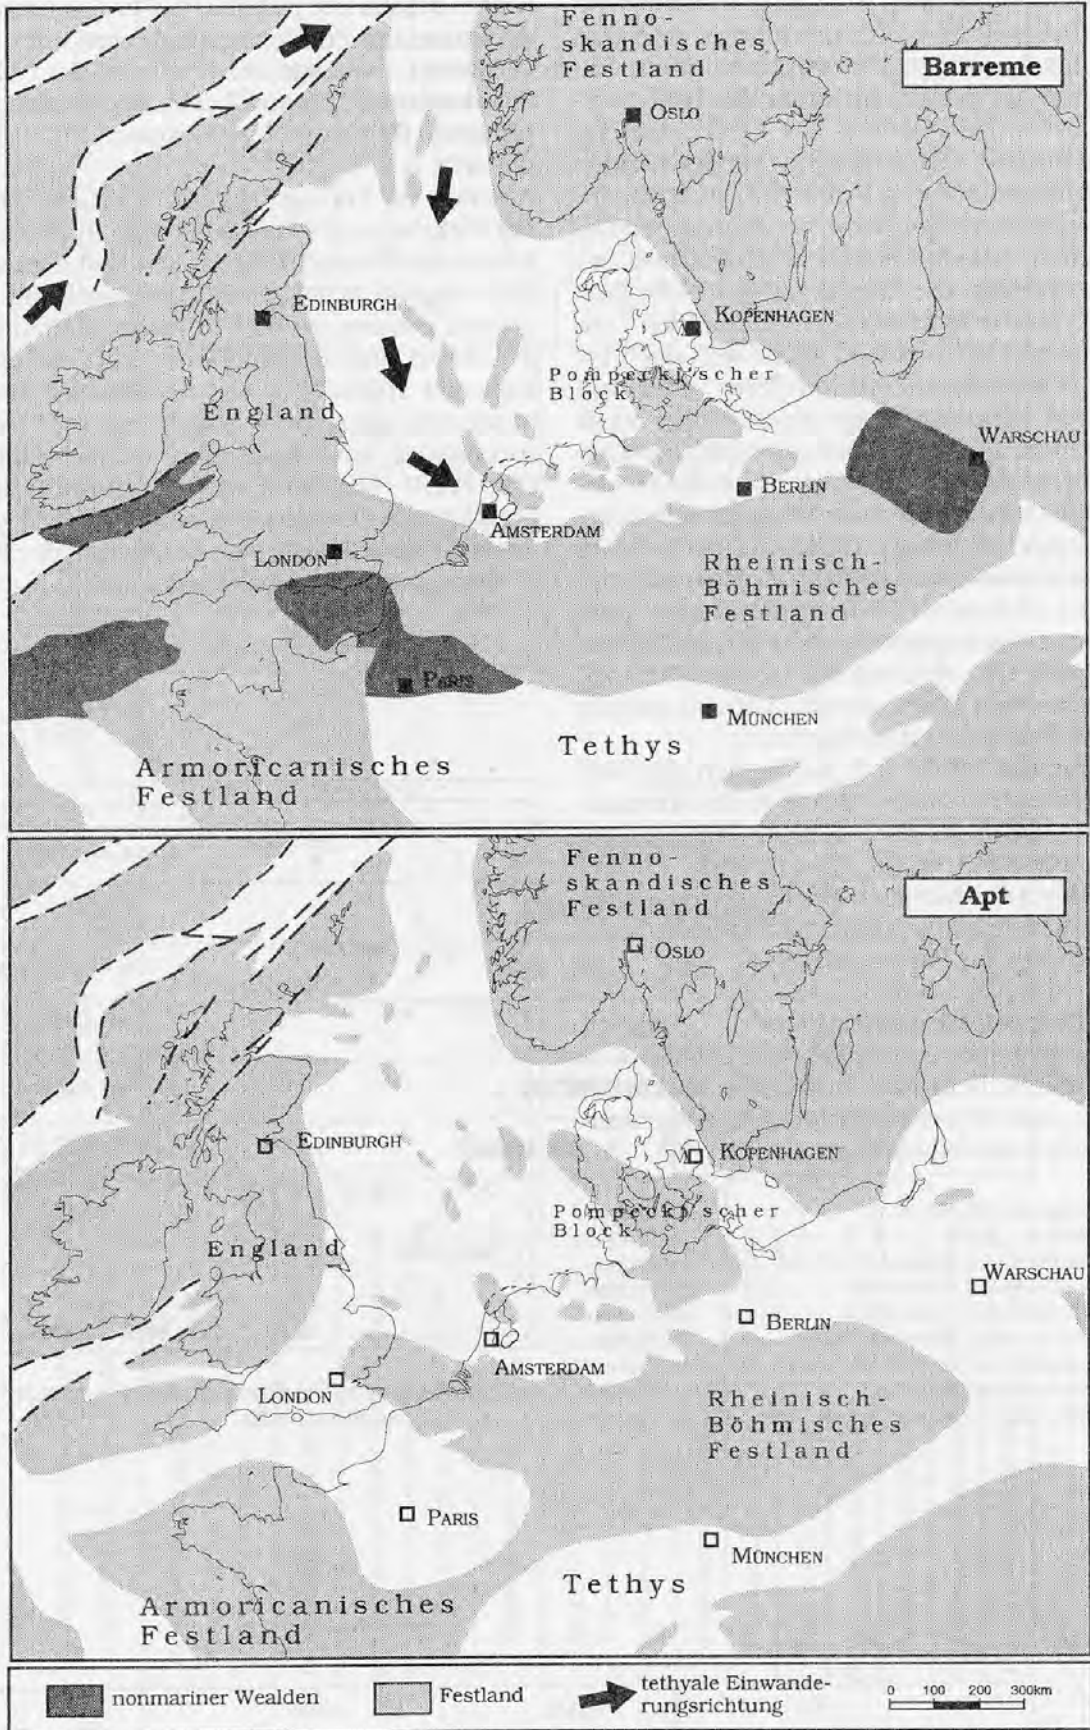 Fenno-
skandisches
Festland
Barreme
OSLO
EDINBURGH
KOPENHAGEN
Pompeckj'scher
Block
England
WARSCHAU
BERLIN
AMSTERDAM
LONDON
Rheinisch-
Böhmisches
Festland
PARIS
MÜNCHEN
Tethys
Armoricanisches
Festland
Fenno-
skandisches
Festland
Apt
OSLO
EDINBURGH
KOPENHAGEN
Pompeckj'scher
Block
England
WARSCHAU
BERLIN
AMSTERDAM
LONDON
Rheinisch-
Böhmisches
Festland
PARIS
MÜNCHEN
Tethys
Armoricanisches
Festland
nonmariner Wealden
Festland
tethyale Einwande-
rungsrichtung
0 100 200 300km